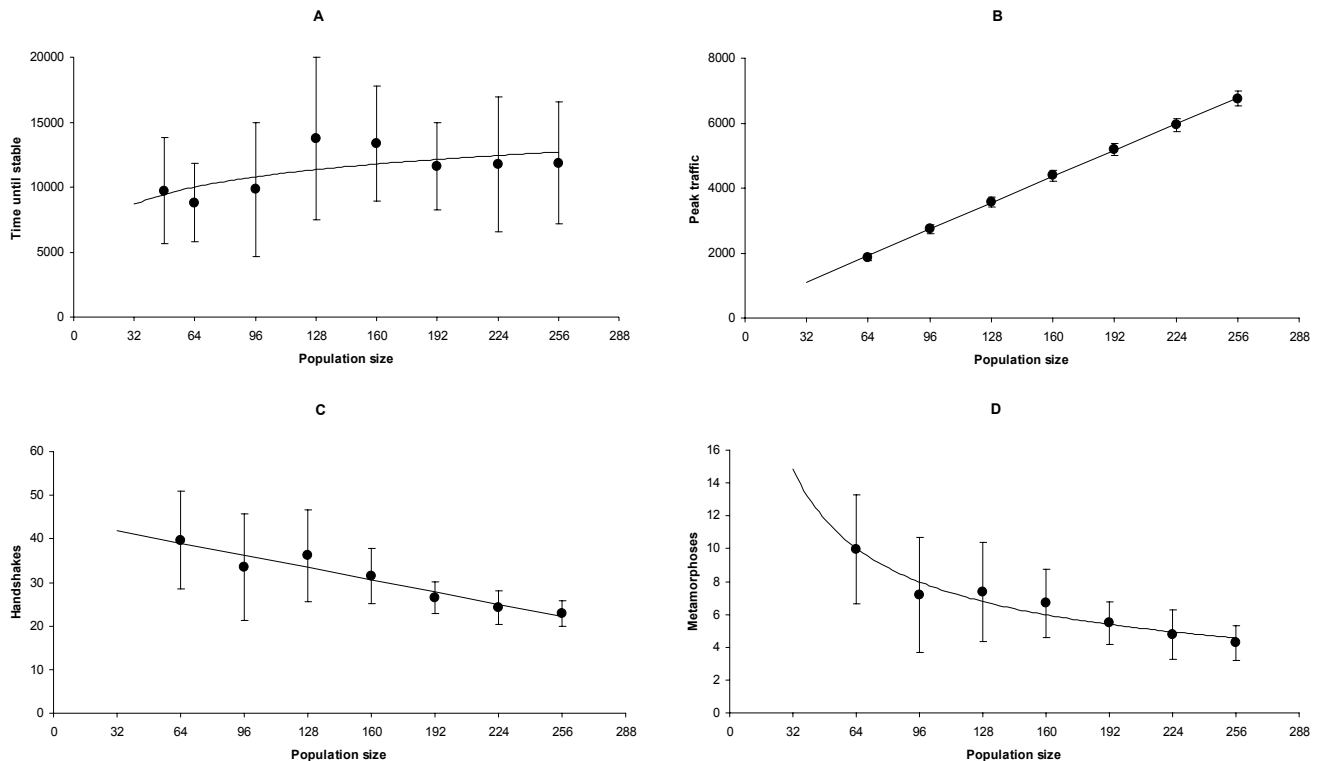 A
20000
15000
10000
5000
0
Time until stable
0 32 64 96 128 160 192 224 256 288
Population size
B
8000
6000
4000
2000
0
Peak traffic
0 32 64 96 128 160 192 224 256 288
Population size
C
60
50
40
30
20
10
0
Handshakes
0 32 64 96 128 160 192 224 256 288
Population size
D
16
14
12
10
8
6
4
2
0
Metamorphoses
0 32 64 96 128 160 192 224 256 288
Population size